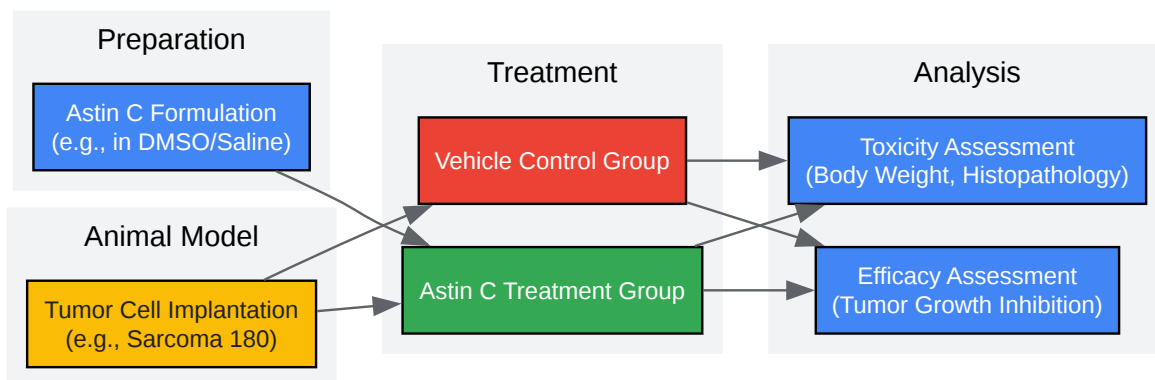 Preparation
Astin C Formulation
(e.g., in DMSO/Saline)
Animal Model
Tumor Cell Implantation
(e.g., Sarcoma 180)
Treatment
Vehicle Control Group
Astin C Treatment Group
Analysis
Toxicity Assessment
(Body Weight, Histopathology)
Efficacy Assessment
(Tumor Growth Inhibition)